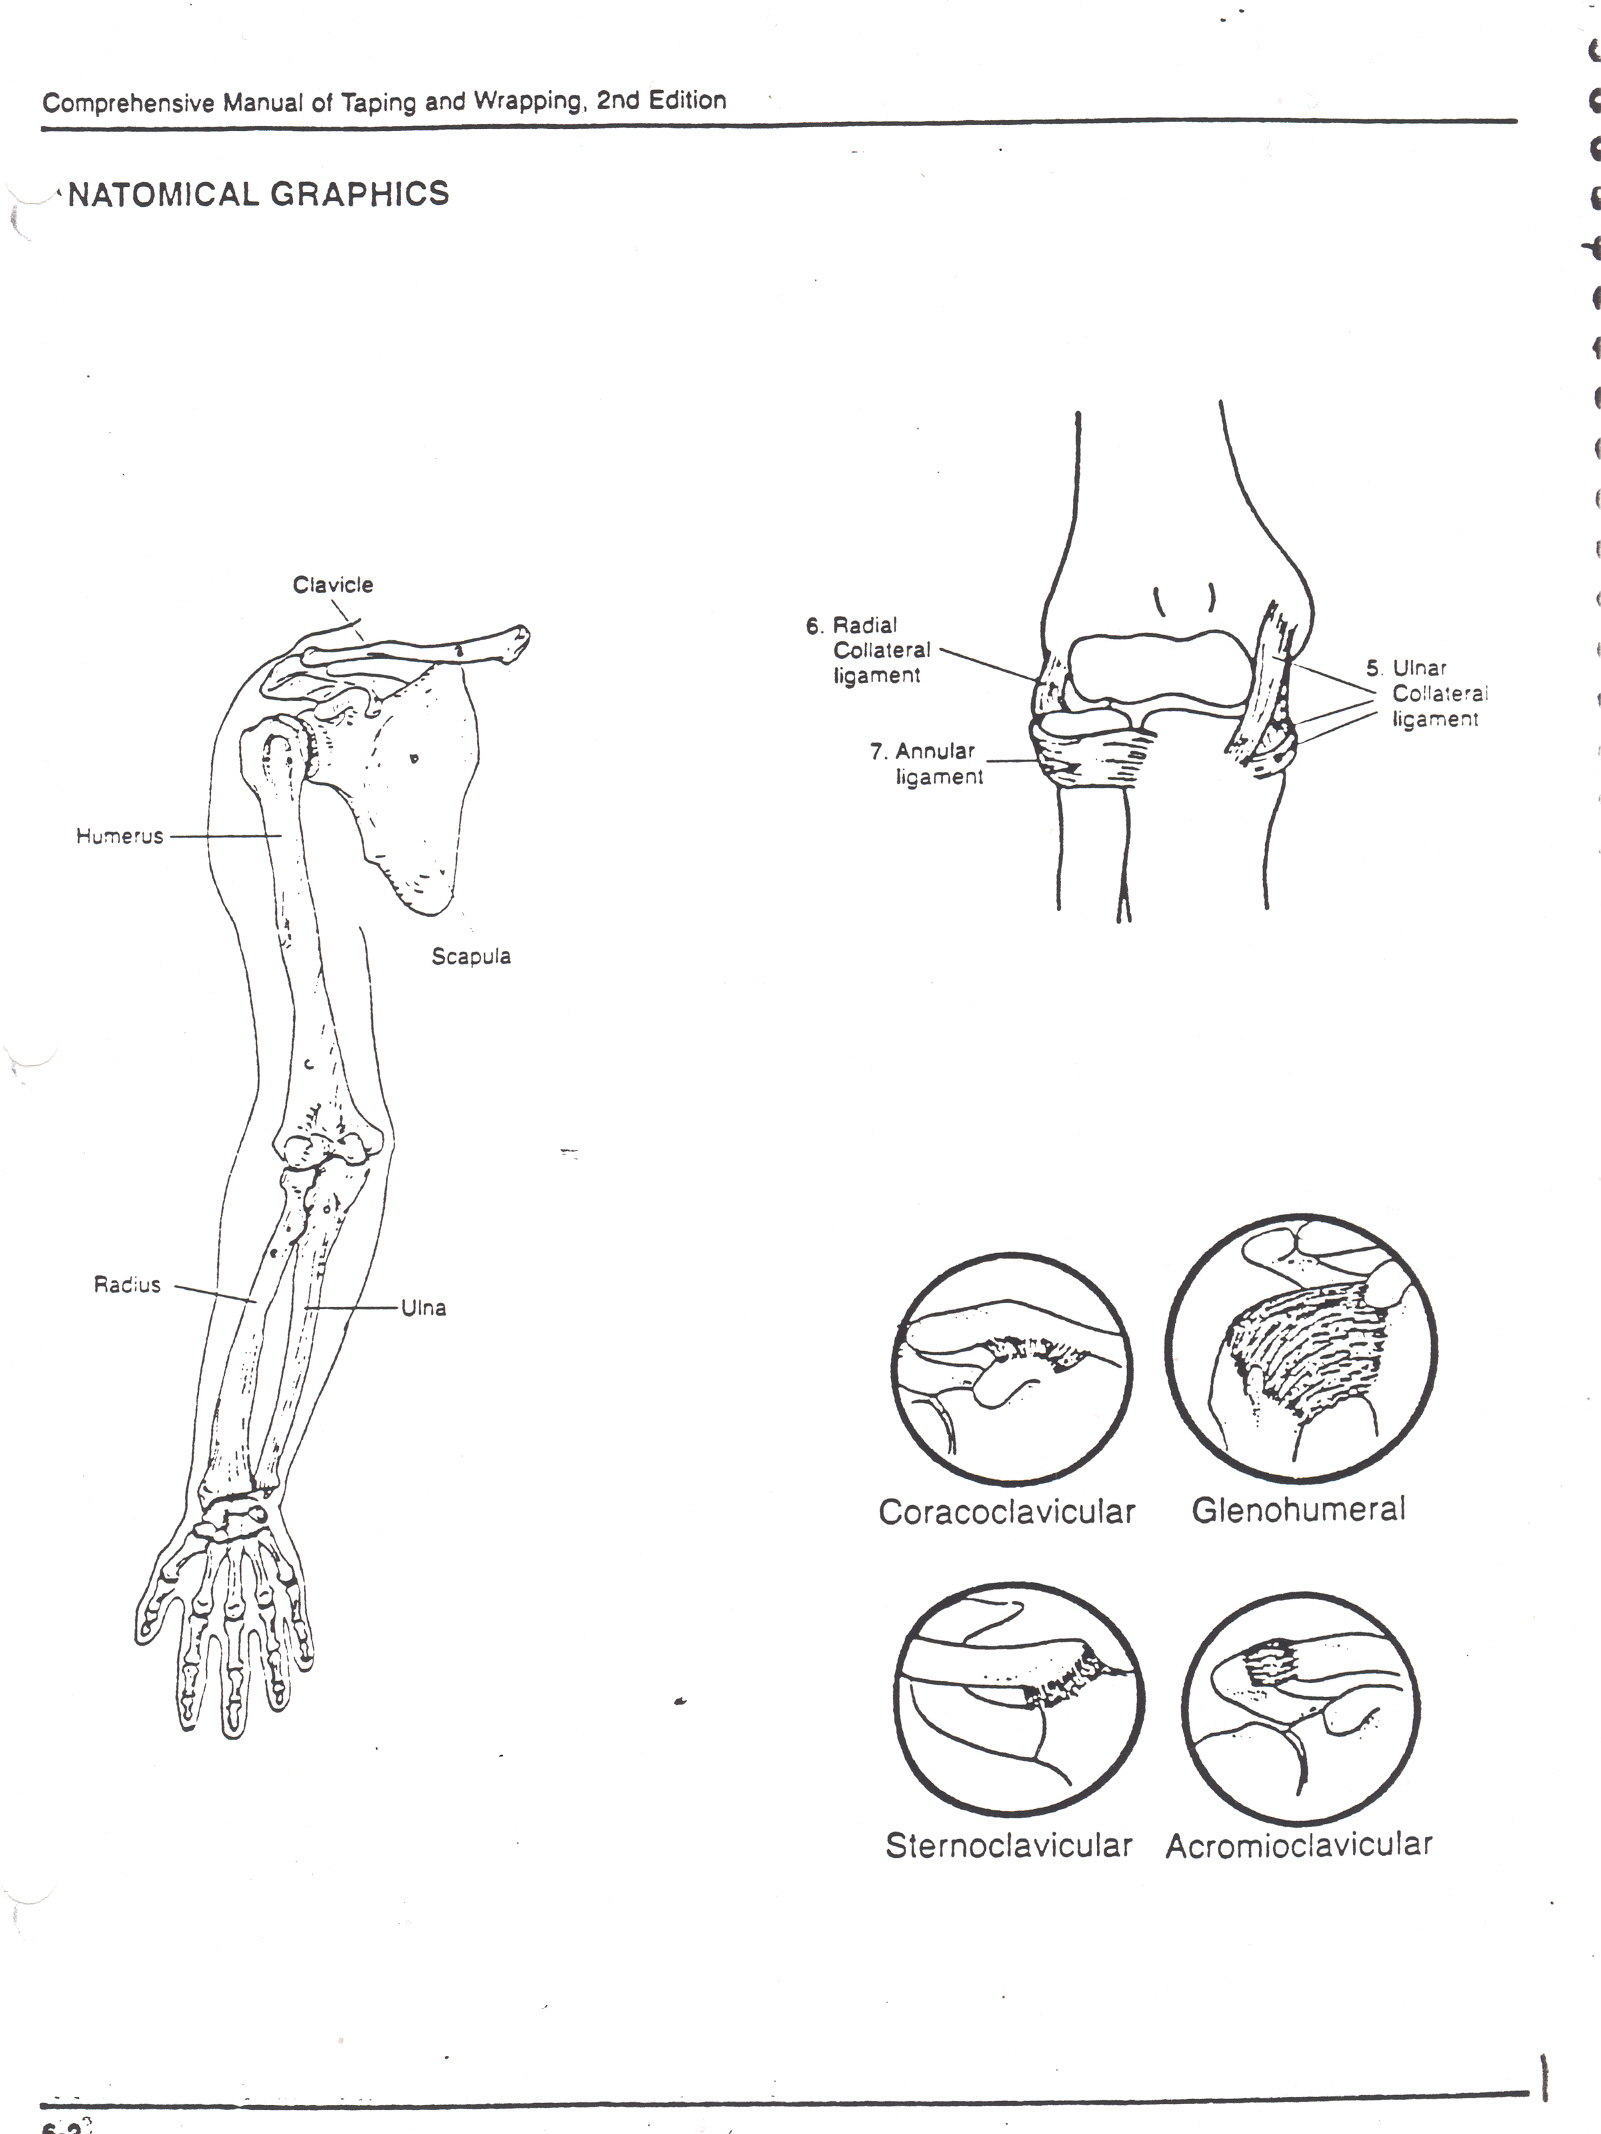 Comprehensive Manual of Taping and Wrapping, 2nd Edition
NATOMICAL GRAPHICS
Clavicle
Humerus
Scapula
Radius
Ulna
6. Radial
Collateral
ligament
7. Annular
ligament
5. Ulnar
Collateral
ligament
Coracoclavicular
Glenohumeral
Sternoclavicular
Acromioclavicular